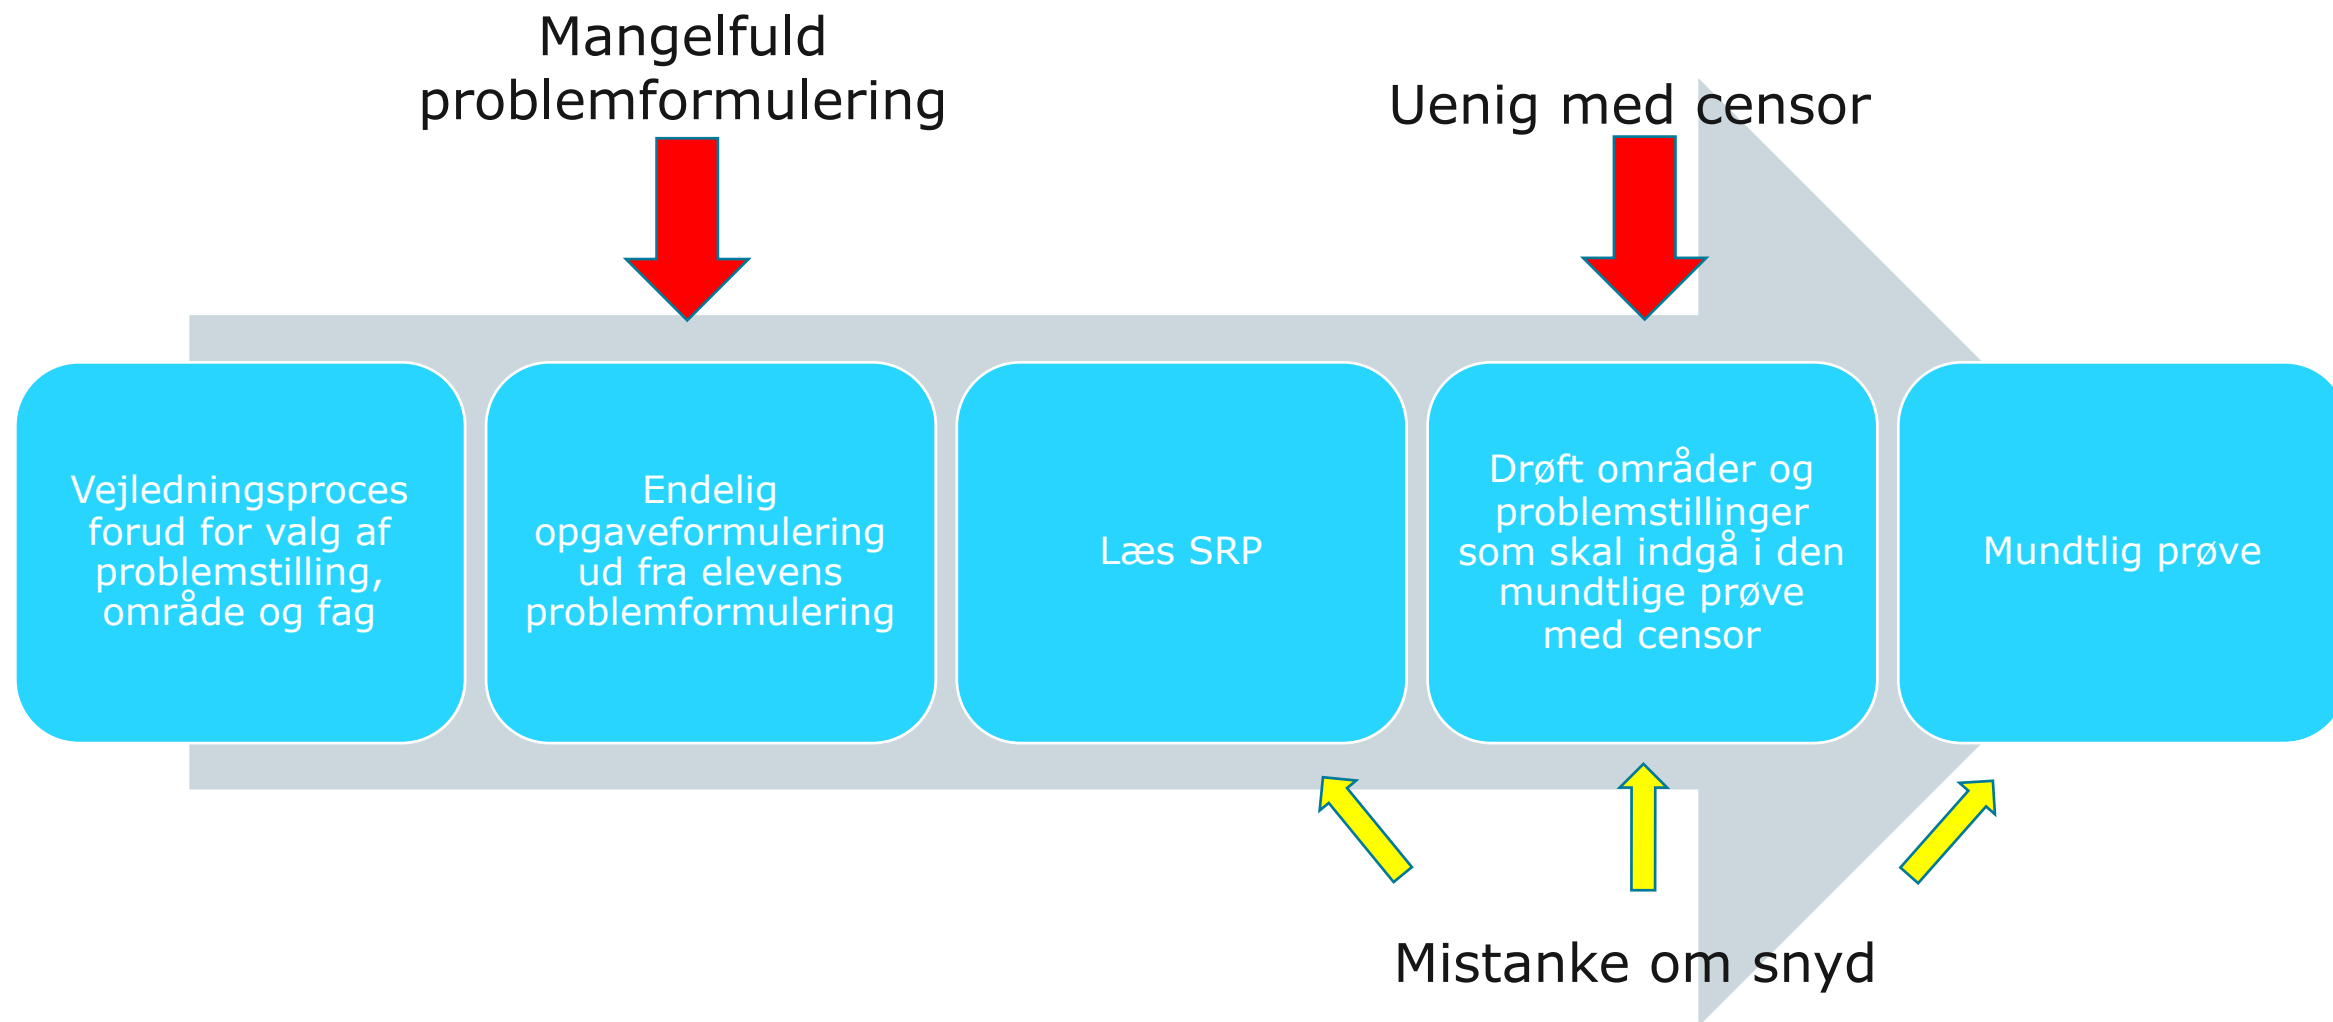 Mangelfuld
problemformulering
Uenig med censor
Vejledningsproces
forud for valg af
problemstilling,
område og fag
Endelig
opgaveformulering
ud fra elevens
problemformulering
Læs SRP
Drøft områder og
problemstillinger
som skal indgå i den
mundtlige prøve
med censor
Mundtlig prøve
Mistanke om snyd